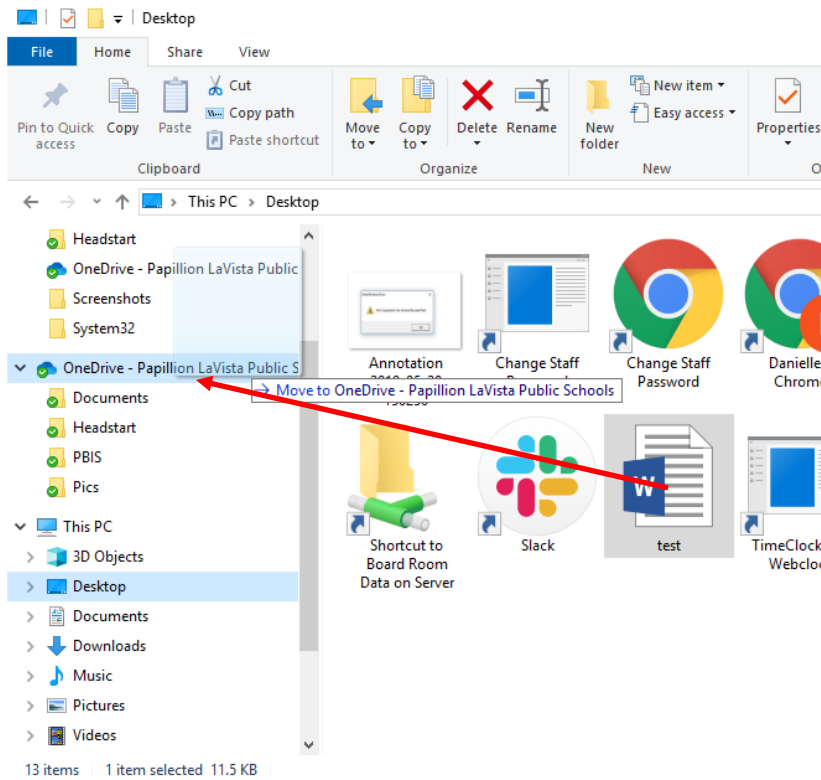 Desktop
File Home Share View
Pin to Quick access
Copy
Paste
Cut
Copy path
Paste shortcut
Clipboard
Move to
Copy to
Delete
Rename
Organize
New folder
New item
Easy access
New
Properties
This PC > Desktop
Headstart
OneDrive - Papillion LaVista Public
Screenshots
System32
OneDrive - Papillion LaVista Public S
Documents
Headstart
PBIS
Pics
This PC
3D Objects
Desktop
Documents
Downloads
Music
Pictures
Videos
Annotation
Change Staff
Change Staff
Password
Danielle
Chrom
Move to OneDrive - Papillion LaVista Public Schools
W
Shortcut to
Board Room
Data on Server
Slack
test
TimeClock
Webclo
13 items 1 item selected 11.5 KB